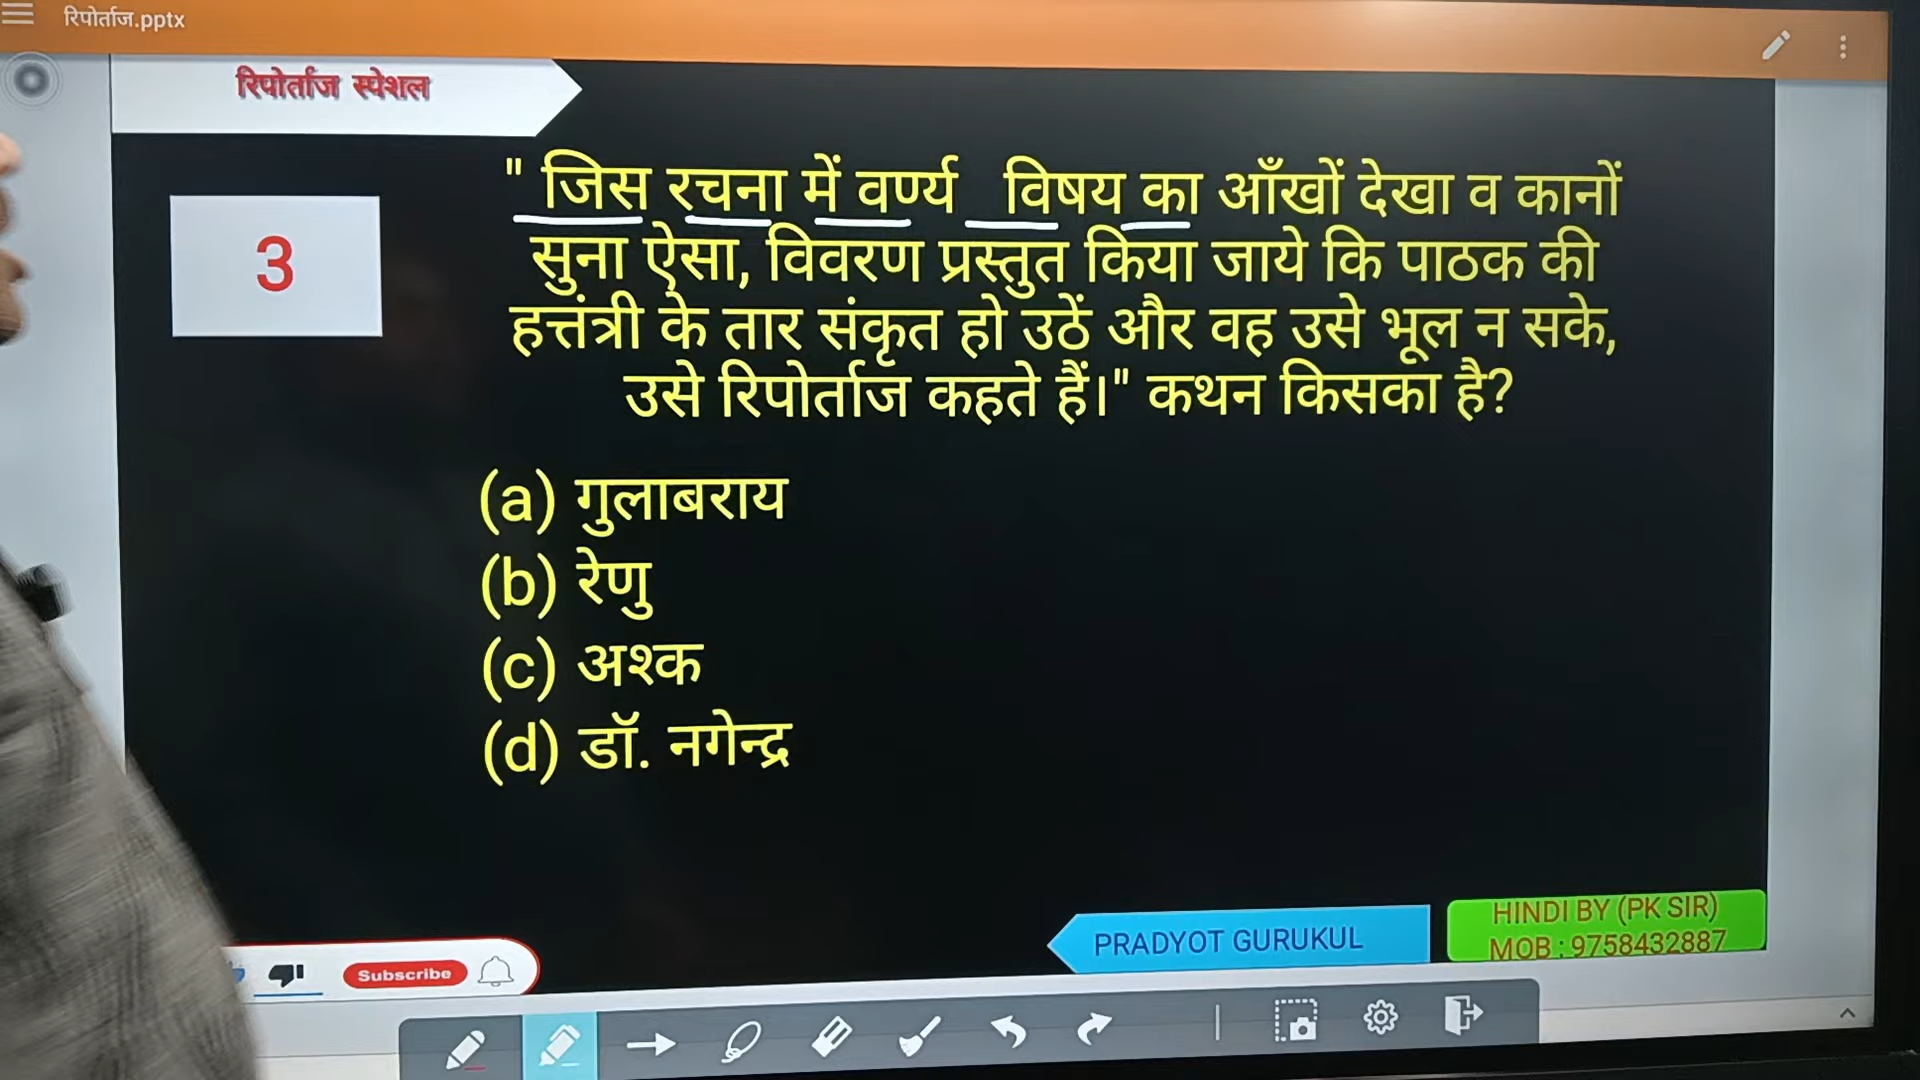 रिपोर्ताज.pptx
रिपोर्ताज स्पेशल
3
" जिस रचना में वर्ण्य विषय का आँखों देखा व कानों
सुना ऐसा, विवरण प्रस्तुत किया जाये कि पाठक की
हत्तंत्री के तार संकृत हो उठें और वह उसे भूल न सके,
उसे रिपोर्ताज कहते हैं।" कथन किसका है?
(a) गुलाबराय
(b) रेणु
(c) अश्क
(d) डॉ. नगेन्द्र
Subscribe
PRADYOT GURUKUL
HINDI BY (PK SIR)
MOB : 9758432887